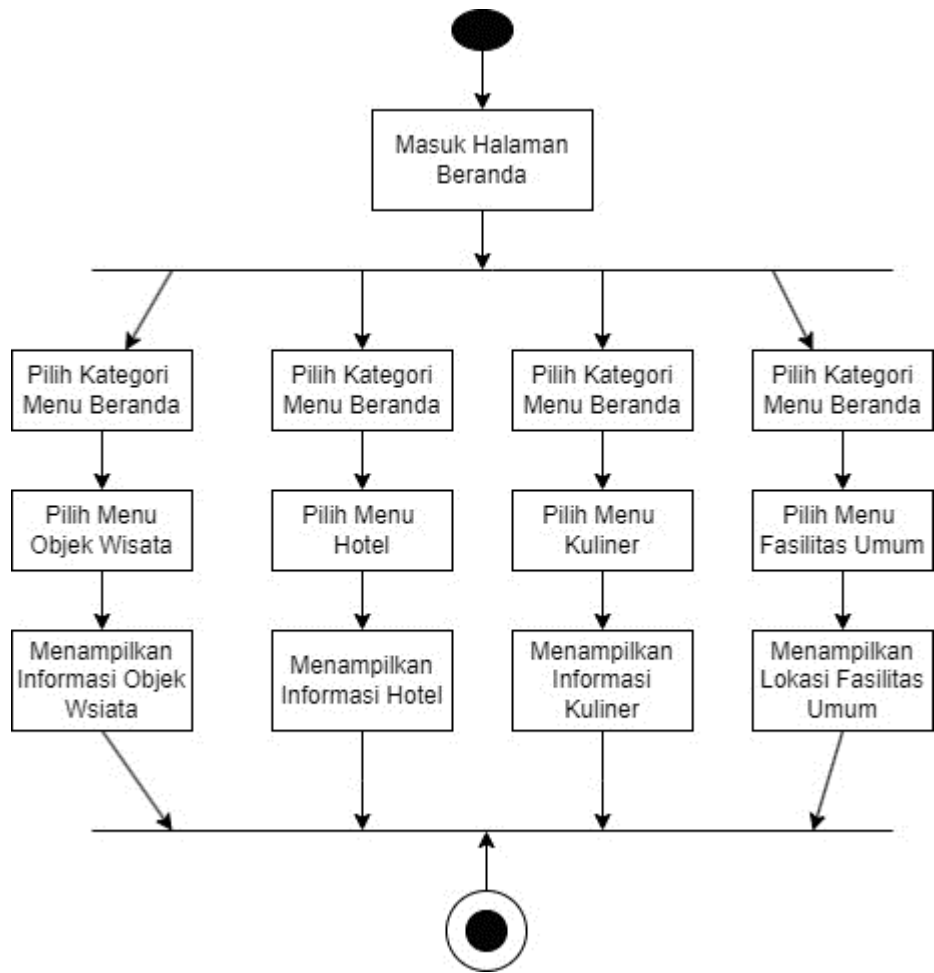 Masuk Halaman
Beranda
Pilih Kategori
Menu Beranda
Pilih Kategori
Menu Beranda
Pilih Kategori
Menu Beranda
Pilih Kategori
Menu Beranda
Pilih Menu
Objek Wisata
Pilih Menu
Hotel
Pilih Menu
Kuliner
Pilih Menu
Fasilitas Umum
Menampilkan
Informasi Objek
Wsiata
Menampilkan
Informasi Hotel
Menampilkan
Informasi
Kuliner
Menampilkan
Lokasi Fasilitas
Umum